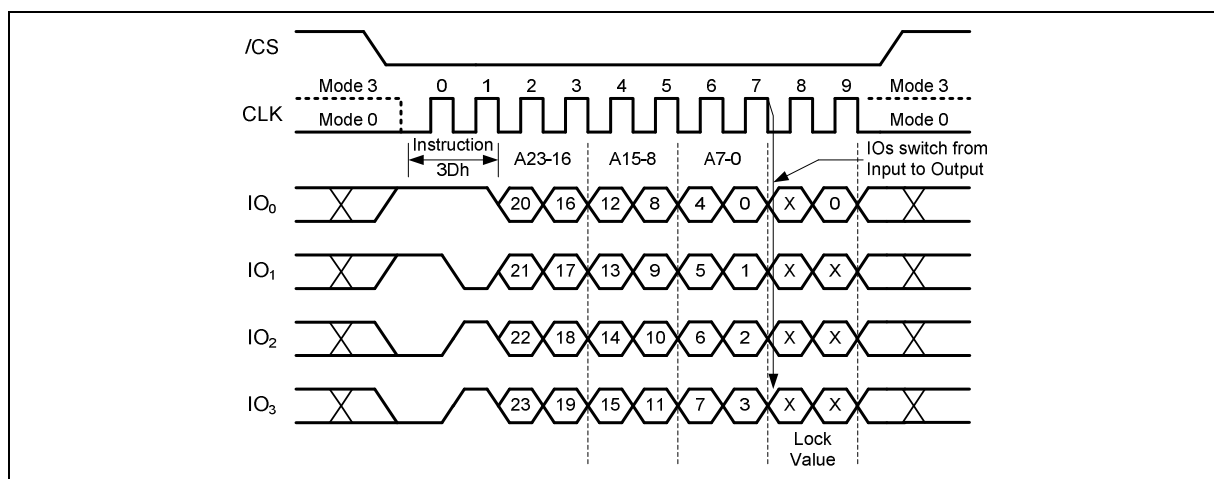 /CS
Mode 3 0 1 2 3 4 5 6 7 8 9 Mode 3
CLK
Mode 0 Mode 0
Instruction
3Dh
A23-16 A15-8 A7-0
IOs switch from
Input to Output
IO₀ 20 16 12 8 4 0 X 0
IO₁ 21 17 13 9 5 1 X X
IO₂ 22 18 14 10 6 2 X X
IO₃ 23 19 15 11 7 3 X X
Lock
Value